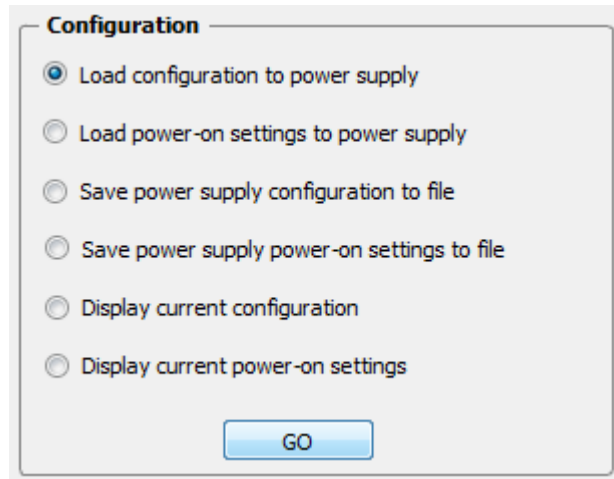 Configuration
Load configuration to power supply
Load power-on settings to power supply
Save power supply configuration to file
Save power supply power-on settings to file
Display current configuration
Display current power-on settings
GO